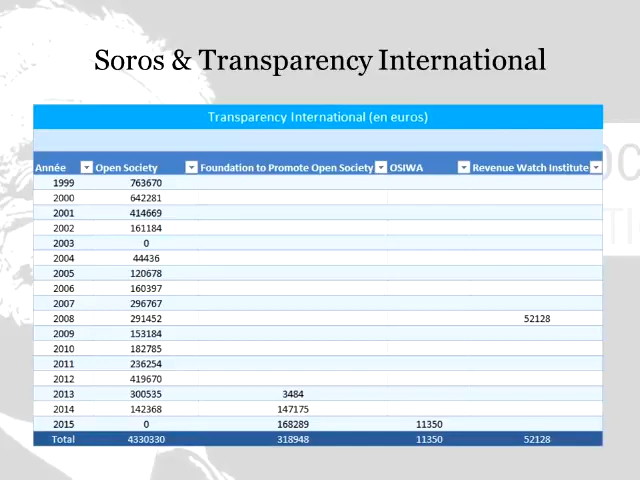 Soros & Transparency International
Transparency International (en euros)
Année Open Society Foundation to Promote Open Society OSIWA Revenue Watch Institute
1999 763670
2000 642281
2001 414669
2002 161184
2003 0
2004 44436
2005 120678
2006 160397
2007 296767
2008 291452 52128
2009 153184
2010 182785
2011 236254
2012 419670
2013 300535 3484
2014 142368 147175
2015 0 168289 11350
Total 4330330 318948 11350 52128